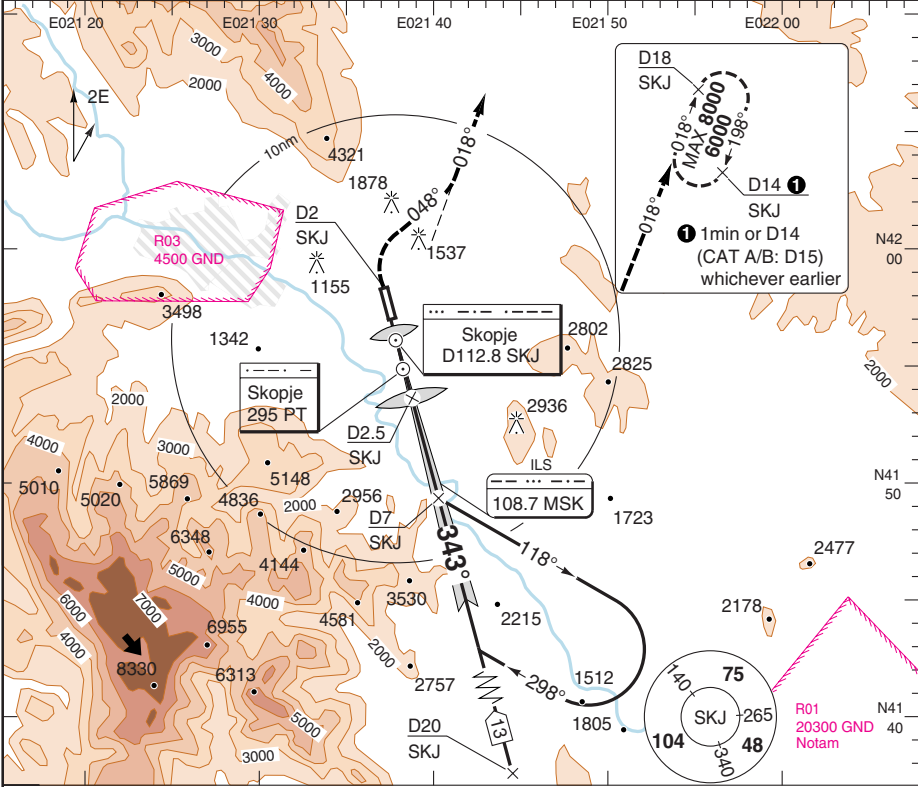 E021 20
E021 30
E021 40
E021 50
E022 00
3000
2000
4000
2E
10nm
4321
1878
018°
048°
1537
D2
SKJ
1155
R03
4500 GND
3498
1342
D18
SKJ
018°
MAX 8000
6000
198°
D14 1
SKJ
018°
1 1min or D14
(CAT A/B: D15)
whichever earlier
N42
00
Skopje
D112.8 SKJ
2802
2825
2000
Skopje
295 PT
2936
D2.5
SKJ
2000
3000
4000
5010
5020
5869
5148
4836
2000
2956
ILS
108.7 MSK
N41
50
1723
D7
SKJ
343°
118°
2477
6348
4144
5000
4000
3530
4581
2215
2178
6000
7000
4000
6955
2000
8330
6313
2757
298°
1512
1805
5000
3000
13
D20
SKJ
75
140
SKJ
265
104
48
340
R01
20300 GND
Notam
N41
40